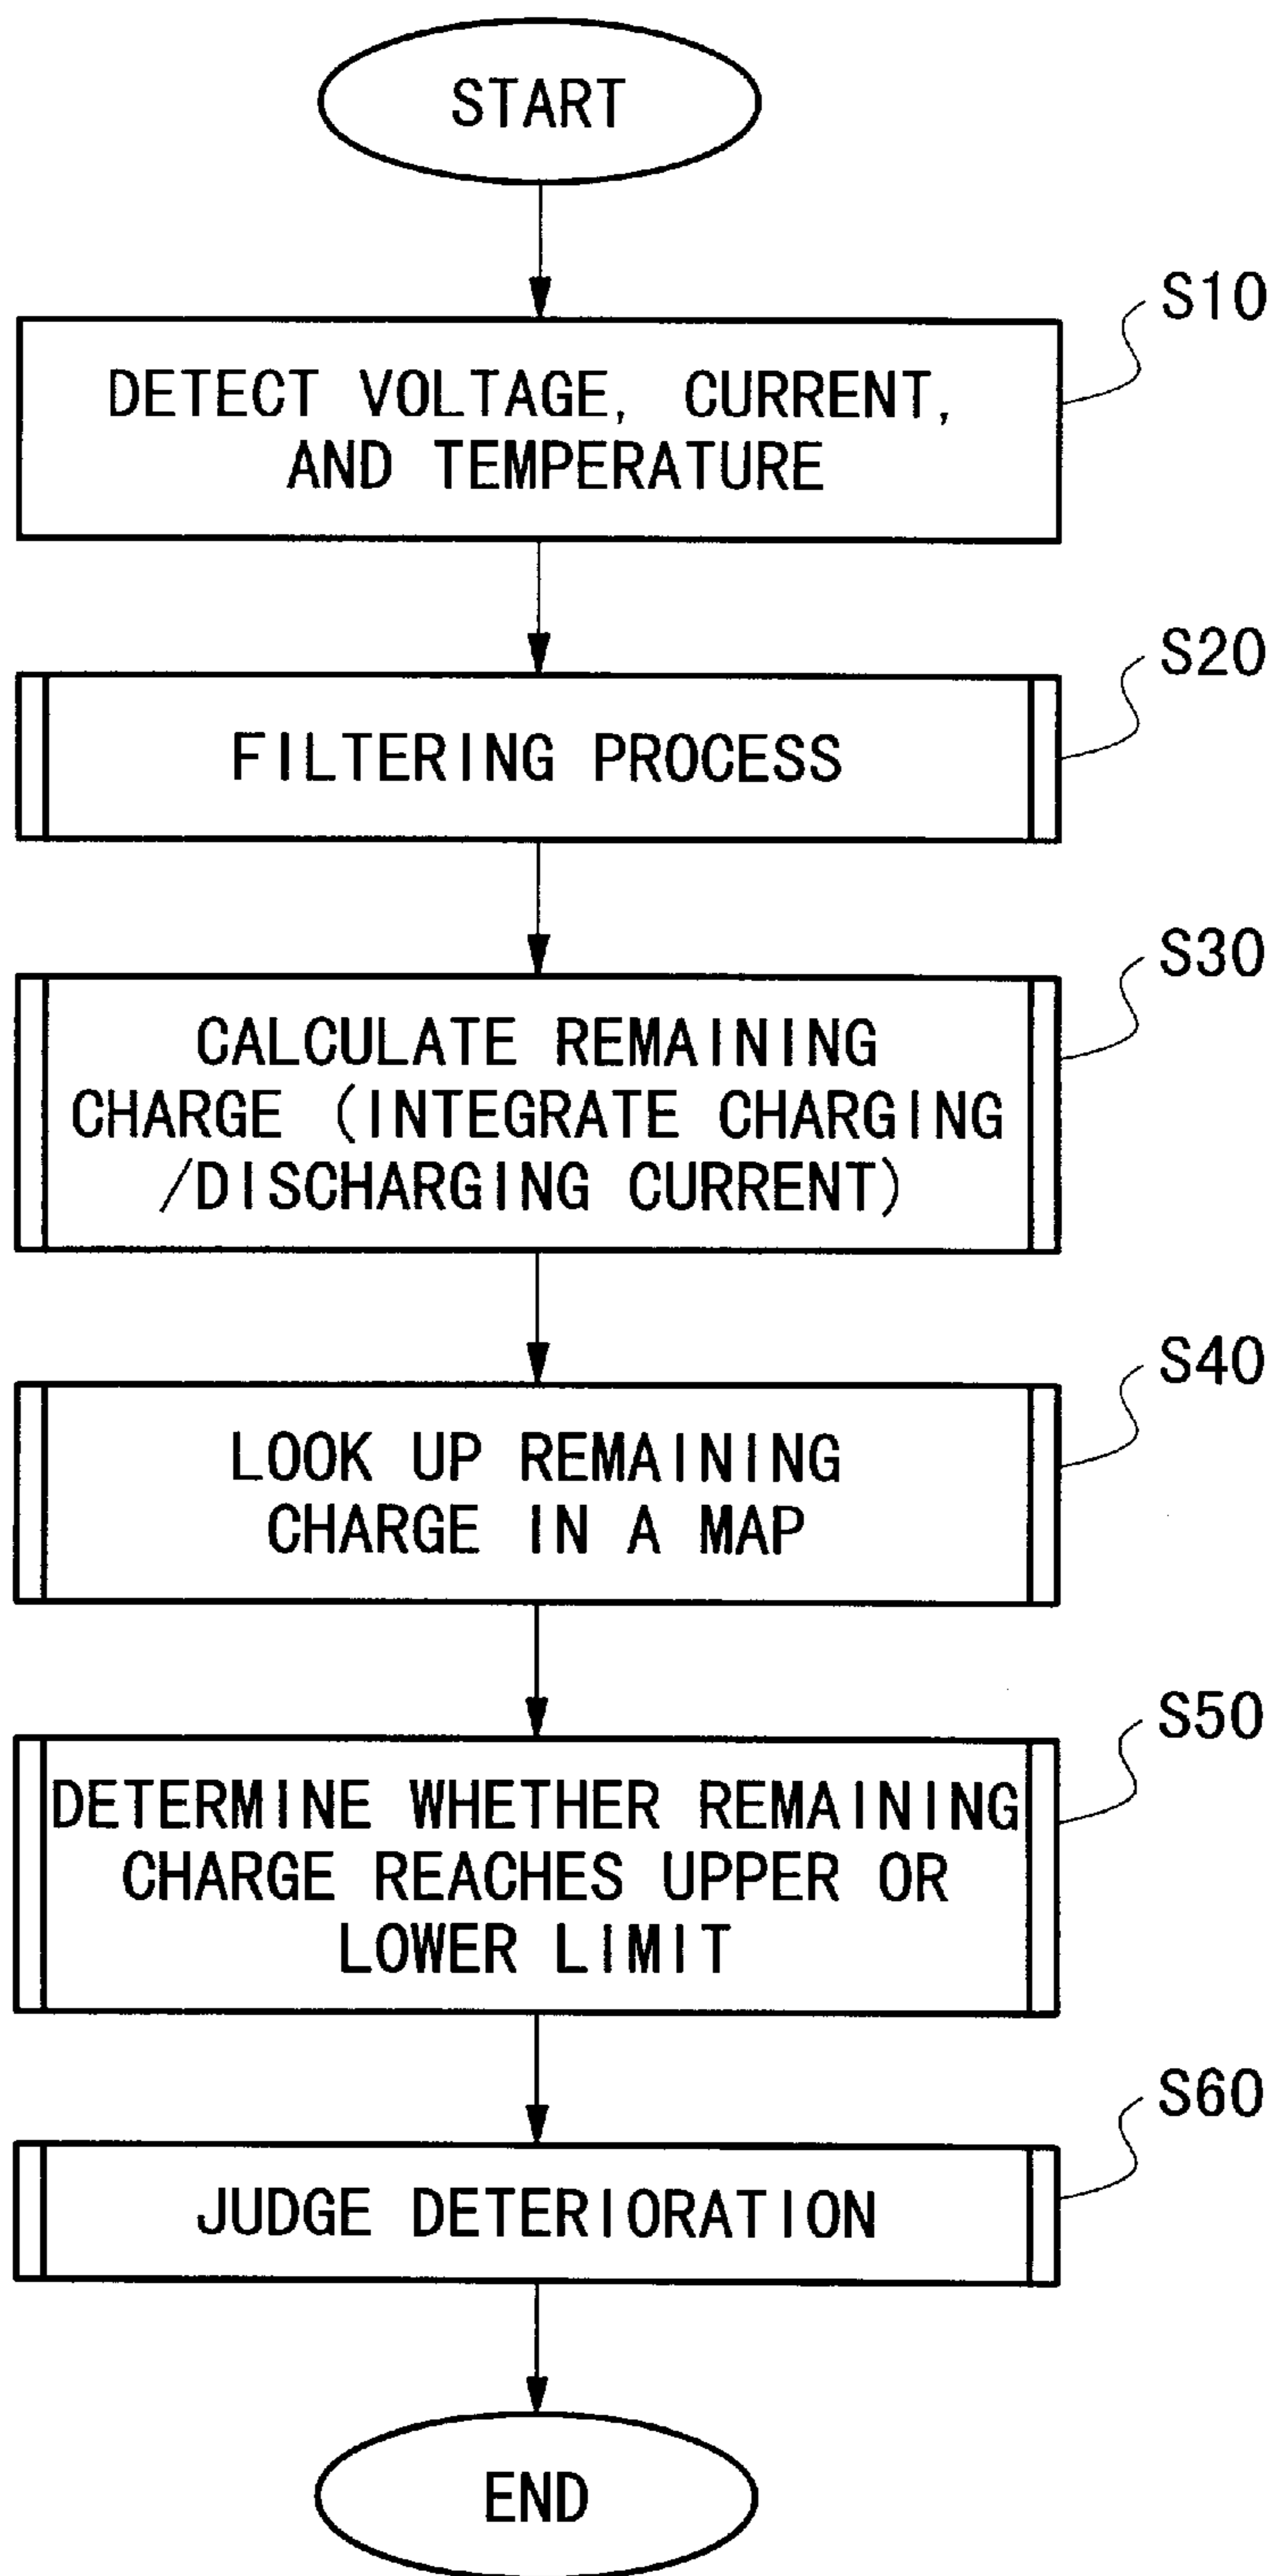 START
S10
DETECT VOLTAGE, CURRENT,
AND TEMPERATURE
S20
FILTERING PROCESS
S30
CALCULATE REMAINING
CHARGE (INTEGRATE CHARGING
/DISCHARGING CURRENT)
S40
LOOK UP REMAINING
CHARGE IN A MAP
S50
DETERMINE WHETHER REMAINING
CHARGE REACHES UPPER OR
LOWER LIMIT
S60
JUDGE DETERIORATION
END